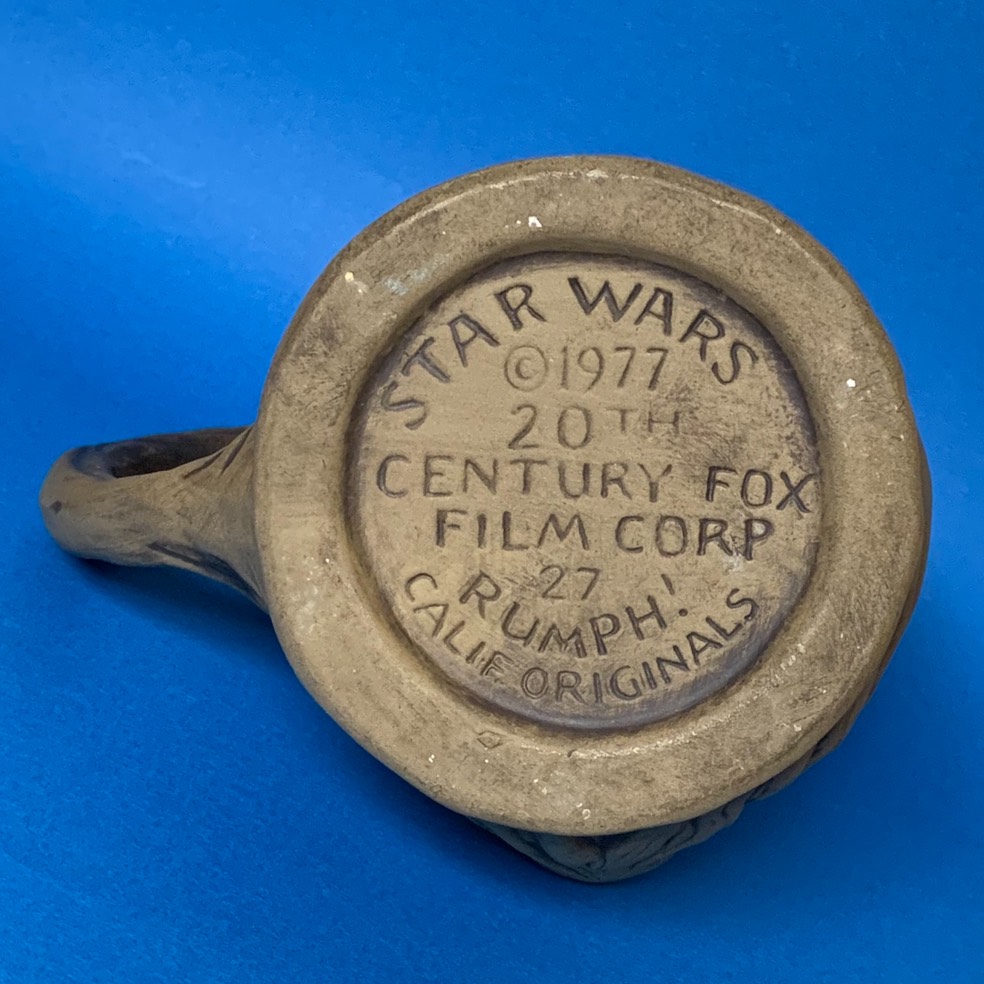 STAR WARS
©1977
20TH
CENTURY FOX
FILM CORP
27
RUMPH!
CALIF ORIGINALS